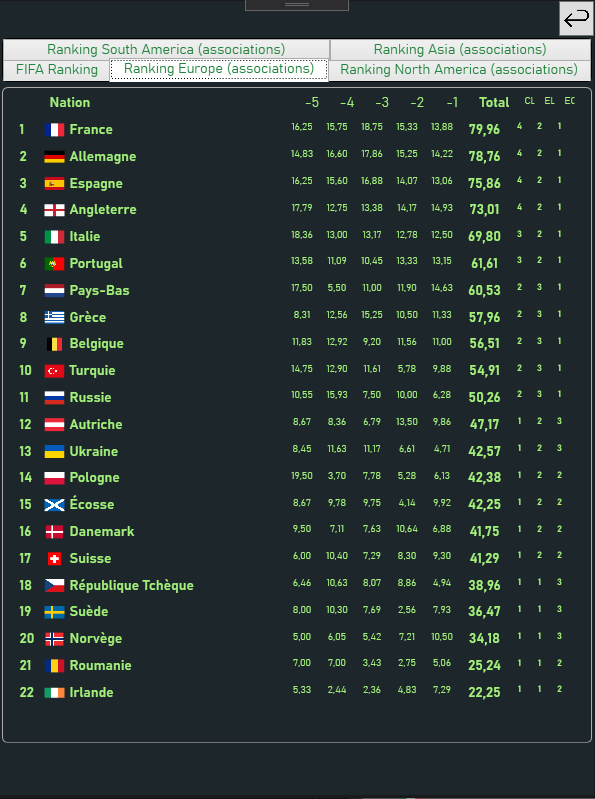 Ranking South America (associations) Ranking Asia (associations)
FIFA Ranking Ranking Europe (associations) Ranking North America (associations)
Nation -5 -4 -3 -2 -1 Total CL EL EC
1 France 16,25 15,75 18,75 15,33 13,88 79,96 4 2 1
2 Allemagne 14,83 16,60 17,86 15,25 14,22 78,76 4 2 1
3 Espagne 16,25 15,60 16,88 14,07 13,06 75,86 4 2 1
4 Angleterre 17,79 12,75 13,38 14,17 14,93 73,01 4 2 1
5 Italie 18,36 13,00 13,17 12,78 12,50 69,80 3 2 1
6 Portugal 13,58 11,09 10,45 13,33 13,15 61,61 3 2 1
7 Pays-Bas 17,50 5,50 11,00 11,90 14,63 60,53 2 3 1
8 Grèce 8,31 12,56 15,25 10,50 11,33 57,96 2 3 1
9 Belgique 11,83 12,92 9,20 11,56 11,00 56,51 2 3 1
10 Turquie 14,75 12,90 11,61 5,78 9,88 54,91 2 3 1
11 Russie 10,55 15,93 7,50 10,00 6,28 50,26 2 3 1
12 Autriche 8,67 8,36 6,79 13,50 9,86 47,17 1 2 3
13 Ukraine 8,45 11,63 11,17 6,61 4,71 42,57 1 2 3
14 Pologne 19,50 3,70 7,78 5,28 6,13 42,38 1 2 2
15 Écosse 8,67 9,78 9,75 4,14 9,92 42,25 1 2 2
16 Danemark 9,50 7,11 7,63 10,64 6,88 41,75 1 2 2
17 Suisse 6,00 10,40 7,29 8,30 9,30 41,29 1 2 2
18 République Tchèque 6,46 10,63 8,07 8,86 4,94 38,96 1 1 3
19 Suède 8,00 10,30 7,69 2,56 7,93 36,47 1 1 3
20 Norvège 5,00 6,05 5,42 7,21 10,50 34,18 1 1 3
21 Roumanie 7,00 7,00 3,43 2,75 5,06 25,24 1 1 2
22 Irlande 5,33 2,44 2,36 4,83 7,29 22,25 1 1 2